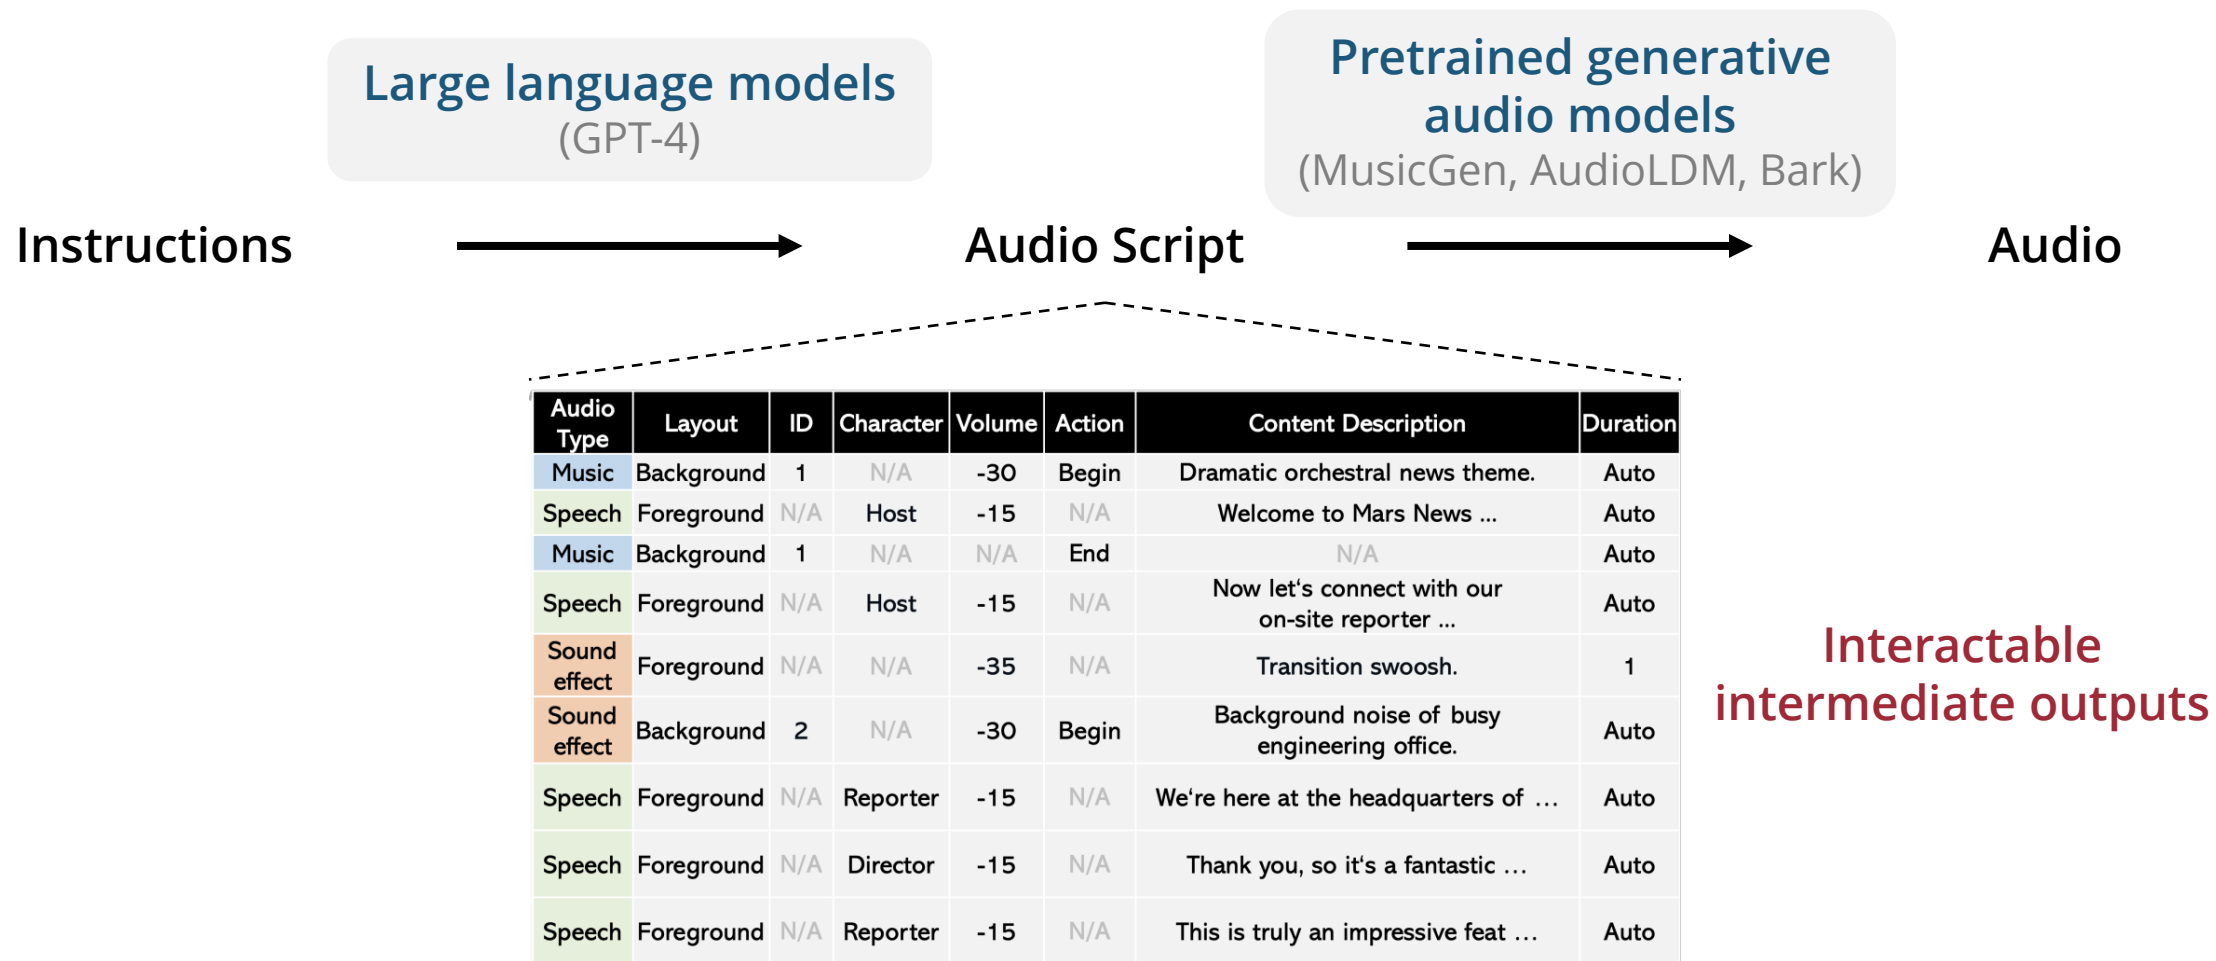 Large language models
(GPT-4)
Pretrained generative
audio models
(MusicGen, AudioLDM, Bark)
Instructions
Audio Script
Audio
Audio Type Layout ID Character Volume Action Content Description Duration
Music Background 1 N/A -30 Begin Dramatic orchestral news theme. Auto
Speech Foreground N/A Host -15 N/A Welcome to Mars News ... Auto
Music Background 1 N/A N/A End N/A Auto
Speech Foreground N/A Host -15 N/A Now let‘s connect with our on-site reporter ... Auto
Sound effect Foreground N/A N/A -35 N/A Transition swoosh. 1
Sound effect Background 2 N/A -30 Begin Background noise of busy engineering office. Auto
Speech Foreground N/A Reporter -15 N/A We‘re here at the headquarters of ... Auto
Speech Foreground N/A Director -15 N/A Thank you, so it‘s a fantastic ... Auto
Speech Foreground N/A Reporter -15 N/A This is truly an impressive feat ... Auto
Interactable
intermediate outputs